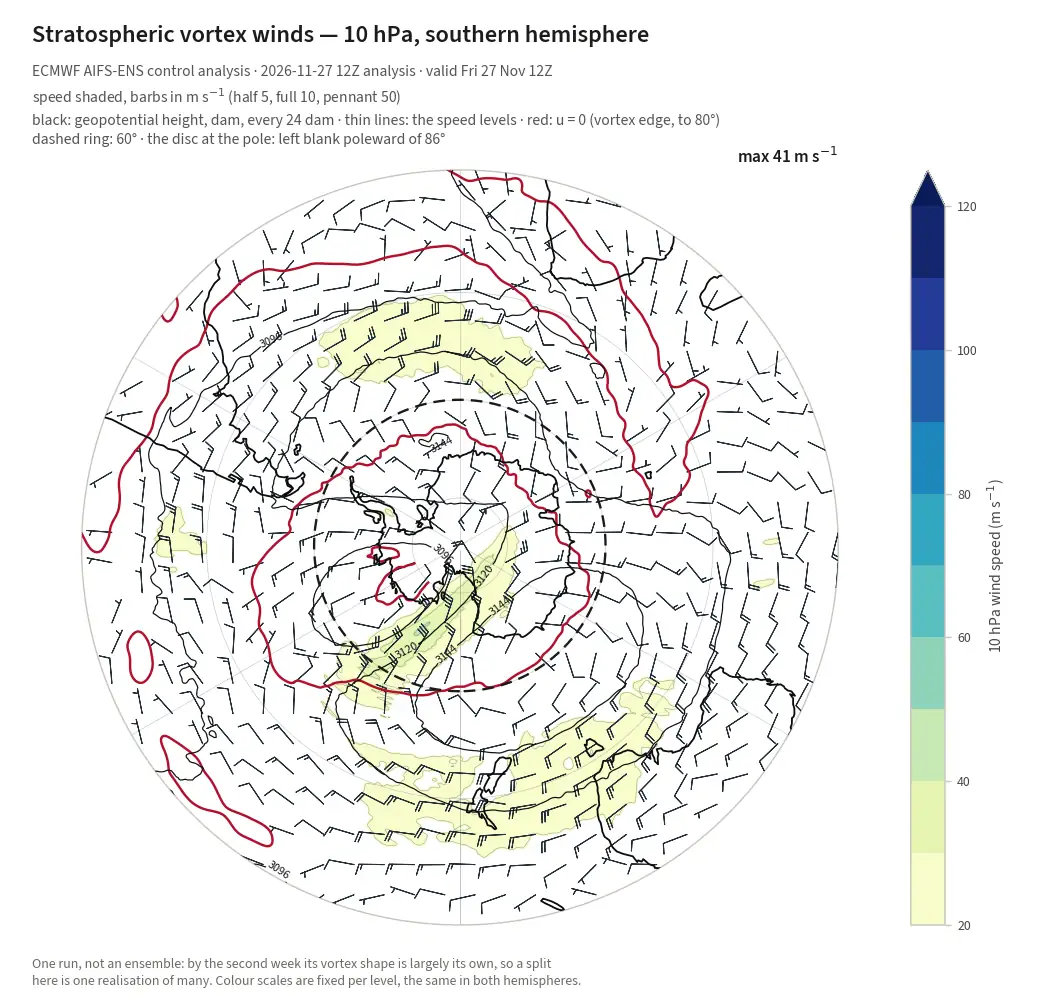 Stratospheric vortex winds — 10 hPa, southern hemisphere
ECMWF AIFS-ENS control analysis · 2026-11-27 12Z analysis · valid Fri 27 Nov 12Z
speed shaded, barbs in m s⁻¹ (half 5, full 10, pennant 50)
black: geopotential height, dam, every 24 dam · thin lines: the speed levels · red: u = 0 (vortex edge, to 80°)
dashed ring: 60° · the disc at the pole: left blank poleward of 86°
max 41 m s⁻¹
120
100
80
60
40
20
10 hPa wind speed (m s⁻¹)
3096
3144
3096
3120
3144
3120
3144
3096
One run, not an ensemble: by the second week its vortex shape is largely its own, so a split
here is one realisation of many. Colour scales are fixed per level, the same in both hemispheres.